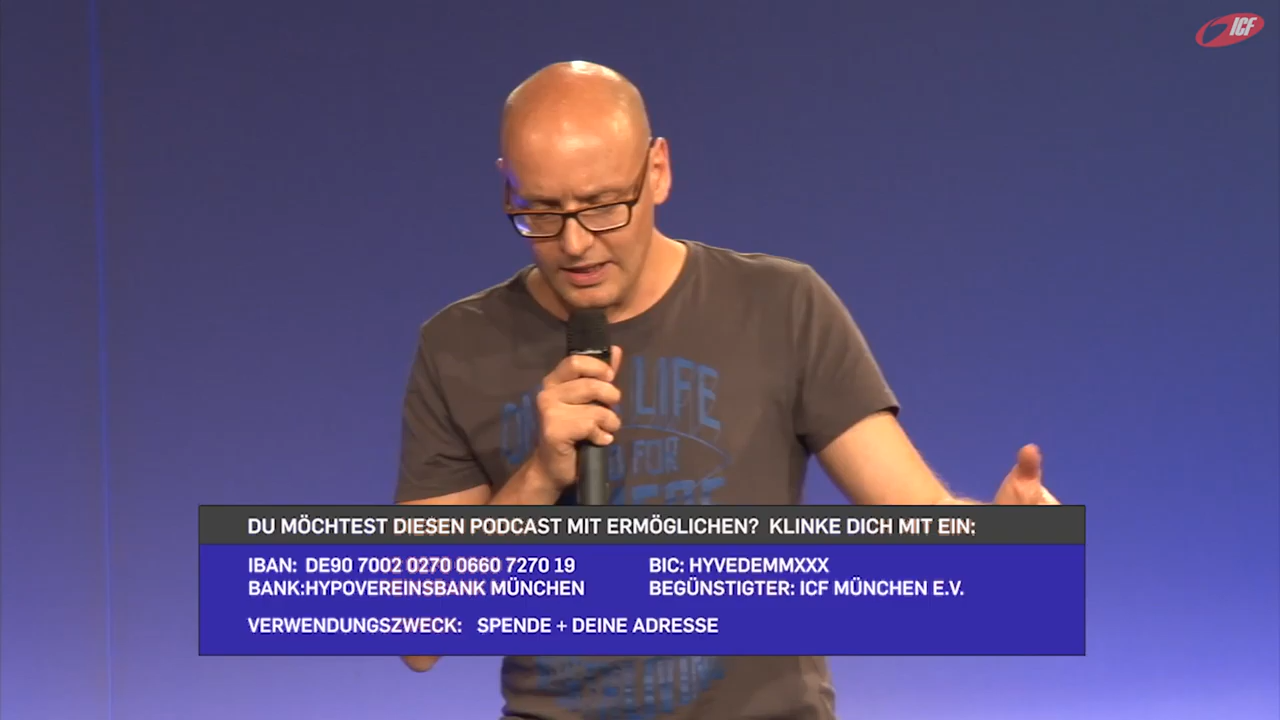 ICF
DU MÖCHTEST DIESEN PODCAST MIT ERMÖGLICHEN? KLINKE DICH MIT EIN:
IBAN: DE90 7002 0270 0660 7270 19
BIC: HYVEDEMMXXX
BANK:HYPOVEREINSBANK MÜNCHEN
BEGÜNSTIGTER: ICF MÜNCHEN E.V.
VERWENDUNGSZWECK: SPENDE + DEINE ADRESSE
LIFE
FOR